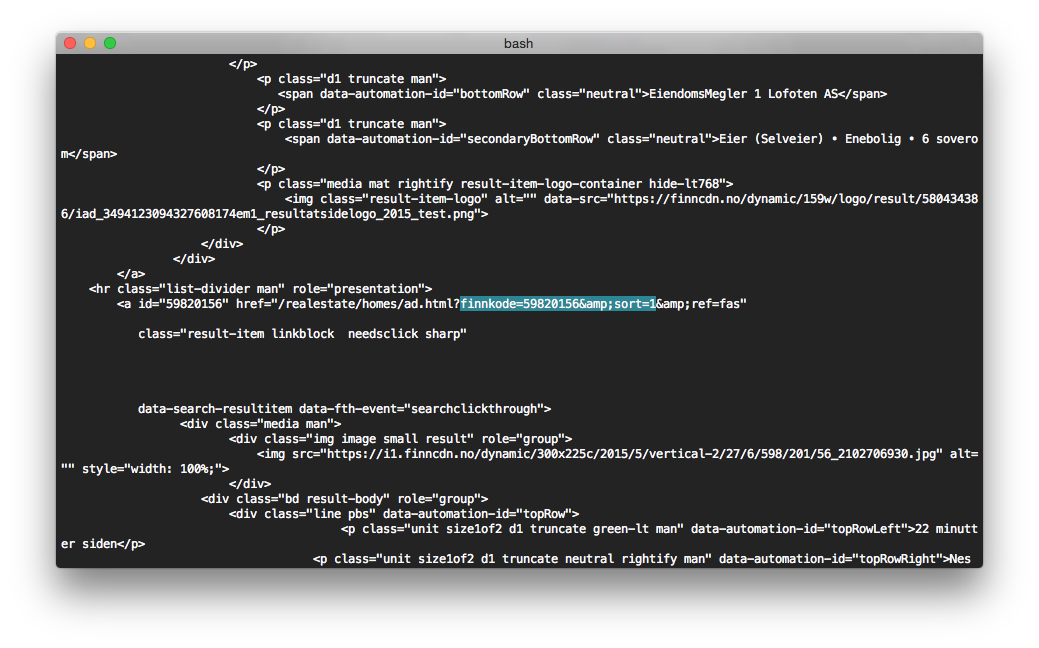 bash
</p>
<p class="d1 truncate man">
<span data-automation-id="bottomRow" class="neutral">EiendomsMegler 1 Lofoten AS</span>
</p>
<p class="d1 truncate man">
<span data-automation-id="secondaryBottomRow" class="neutral">Eier (Selveier) • Enebolig • 6 sovero
m</span>
</p>
<p class="media mat rightify result-item-logo-container hide-lt768">
<img class="result-item-logo" alt="" data-src="https://finncdn.no/dynamic/159w/logo/result/58043438
6/iad_3494123094327608174em1_resultatsidelogo_2015_test.png">
</p>
</div>
</div>
</a>
<hr class="list-divider man" role="presentation">
<a id="59820156" href="/realestate/homes/ad.html?finnkode=59820156&amp;sort=1&amp;ref=fas"
class="result-item linkblock  needsclick sharp"
data-search-resultitem data-fth-event="searchclickthrough">
<div class="media man">
<div class="img image small result" role="group">
<img src="https://i1.finncdn.no/dynamic/300x225c/2015/5/vertical-2/27/6/598/201/56_2102706930.jpg" alt=
"" style="width: 100%;">
</div>
<div class="bd result-body" role="group">
<div class="line pbs" data-automation-id="topRow">
<p class="unit size1of2 d1 truncate green-lt man" data-automation-id="topRowLeft">22 minutt
er siden</p>
<p class="unit size1of2 d1 truncate neutral rightify man" data-automation-id="topRowRight">Nes